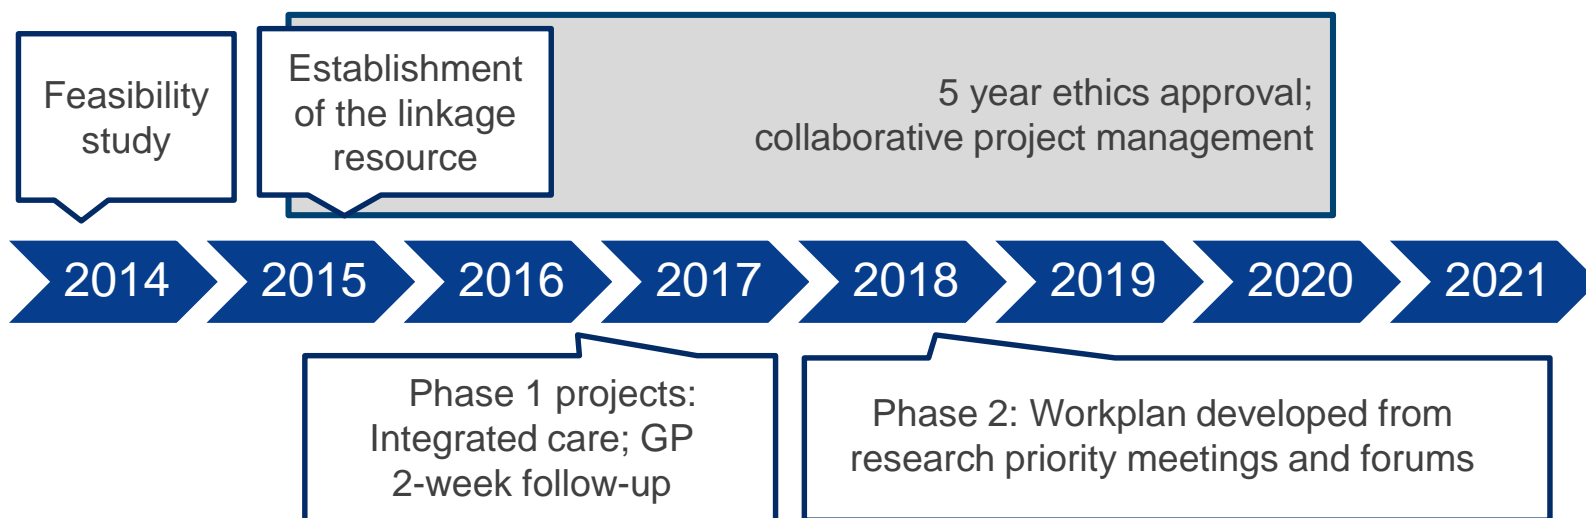 Feasibility
study
Establishment
of the linkage
resource
5 year ethics approval;
collaborative project management
2014
2015
2016
2017
2018
2019
2020
2021
Phase 1 projects:
Integrated care; GP
2-week follow-up
Phase 2: Workplan developed from
research priority meetings and forums